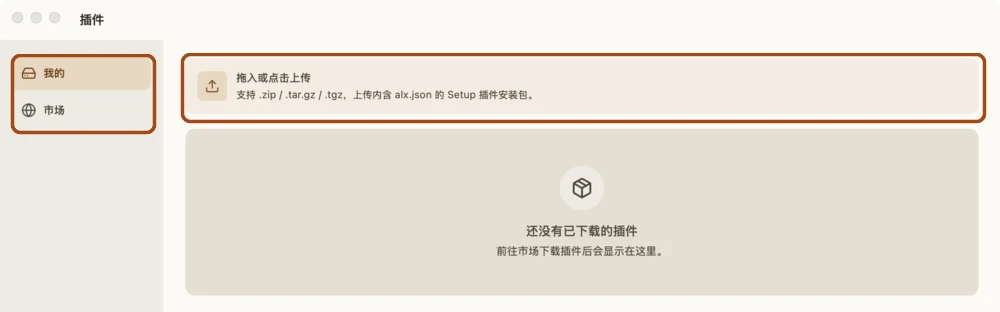 插件
我的
市场
拖入或点击上传
支持 .zip / .tar.gz / .tgz，上传内含 alx.json 的 Setup 插件安装包。
还没有已下载的插件
前往市场下载插件后会显示在这里。